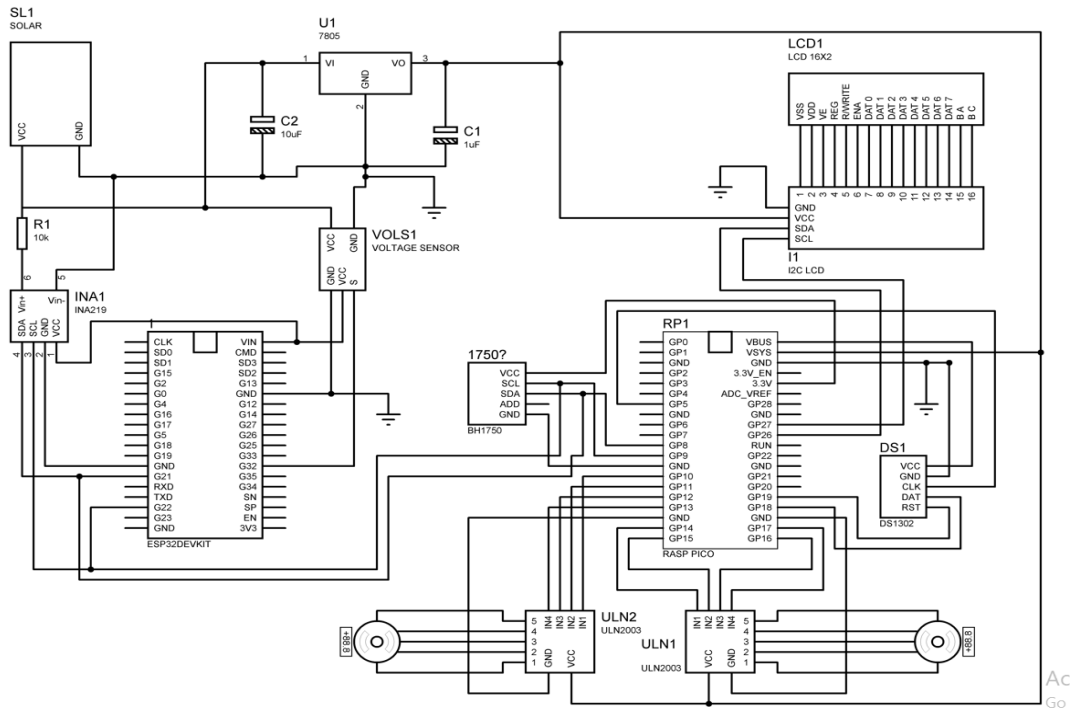 SL1
SOLAR
VCC
GND
U1
7805
1
VI
VO
3
GND
2
C2
10uF
C1
1uF
LCD1
LCD 16X2
VSS
VDD
VE
REG
R/WRITE
ENA
DAT 0
DAT 1
DAT 2
DAT 3
DAT 4
DAT 5
DAT 6
DAT 7
B A
B C
1
2
3
4
5
6
7
8
9
10
11
12
13
14
15
16
GND
VCC
SDA
SCL
I1
I2C LCD
R1
10k
6
5
Vin+
Vin-
INA1
INA219
SDA
SCL
GND
VCC
4
3
2
1
VCC
GND
VOLS1
VOLTAGE SENSOR
GND
VCC
S
CLK
SD0
SD1
G15
G2
G0
G4
G16
G17
G5
G18
G19
GND
G21
RXD
TXD
G22
G23
GND
VIN
CMD
SD3
SD2
G13
GND
G12
G14
G27
G26
G25
G33
G32
G35
G34
SN
SP
EN
3V3
ESP32DEVKIT
1750?
VCC
SCL
SDA
ADD
GND
BH1750
RP1
GP0
GP1
GND
GP2
GP3
GP4
GP5
GND
GP6
GP7
GP8
GP9
GND
GP10
GP11
GP12
GP13
GND
GP14
GP15
VBUS
VSYS
GND
3.3V_EN
3.3V
ADC_VREF
GP28
GND
GP27
GP26
RUN
GP22
GND
GP21
GP20
GP19
GP18
GND
GP17
GP16
RASP PICO
DS1
VCC
GND
CLK
DAT
RST
DS1302
+88.8
5
4
3
2
1
IN4
IN3
IN2
IN1
GND
VCC
ULN2
ULN2003
ULN1
ULN2003
IN1
IN2
IN3
IN4
VCC
GND
5
4
3
2
1
+88.8
Ac
Go